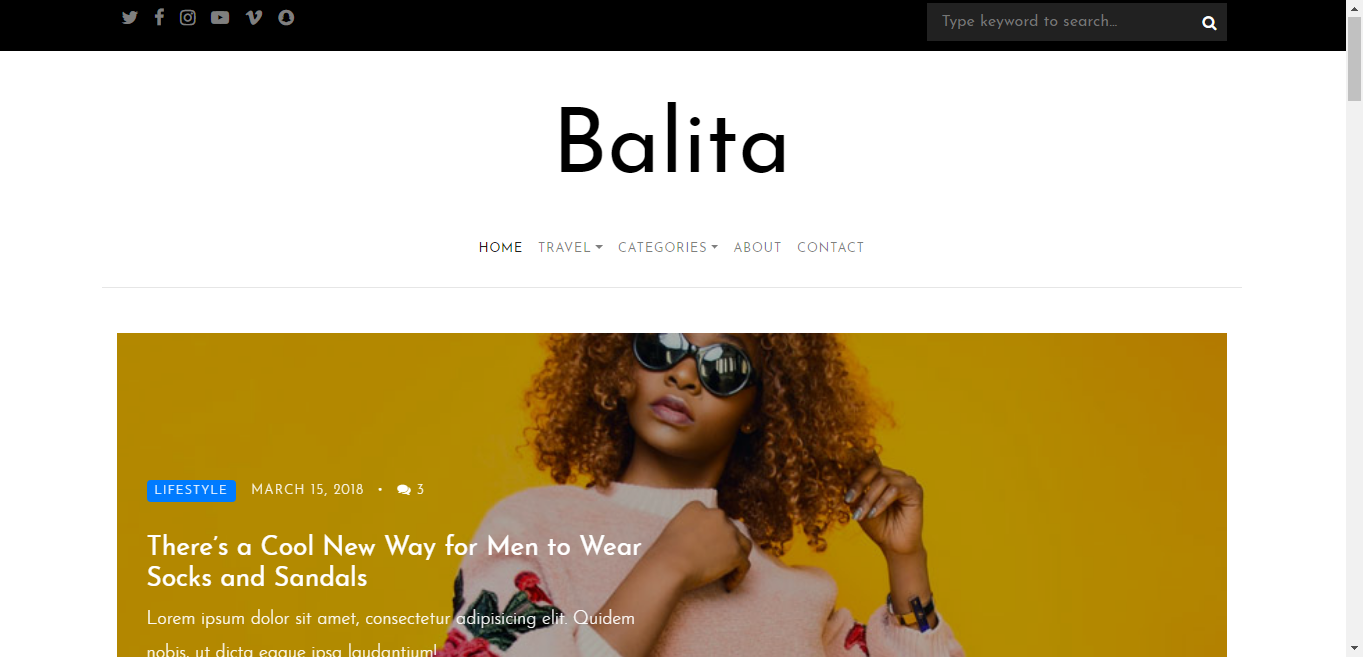 Type keyword to search...
Balita
HOME TRAVEL CATEGORIES ABOUT CONTACT
LIFESTYLE MARCH 15, 2018 • 3
There's a Cool New Way for Men to Wear
Socks and Sandals
Lorem ipsum dolor sit amet, consectetur adipisicing elit. Quidem
nobis, ut dicta eaque ipsa laudantium!